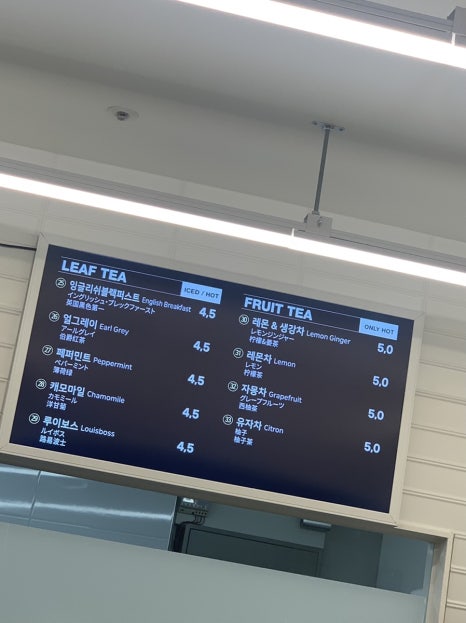 LEAF TEA
ICED / HOT
25 잉글리쉬블랙퍼스트 English Breakfast 4,5
イングリッシュ・ブレックファースト
英国黒色第一
26 얼그레이 Earl Grey 4,5
アールグレイ
伯爵紅茶
27 페퍼민트 Peppermint 4,5
ペパーミント
薄荷糖
28 캐모마일 Chamomile 4,5
カモミール
洋甘菊
29 루이보스 Louisboss 4,5
ルイボス
路易波士
FRUIT TEA
ONLY HOT
30 레몬 & 생강차 Lemon Ginger 5,0
レモンジンジャー
柠檬&姜茶
31 레몬차 Lemon 5,0
レモン
柠檬茶
32 자몽차 Grapefruit 5,0
グレープフルーツ
西柚茶
33 유자차 Citron 5,0
柚子
柚子茶